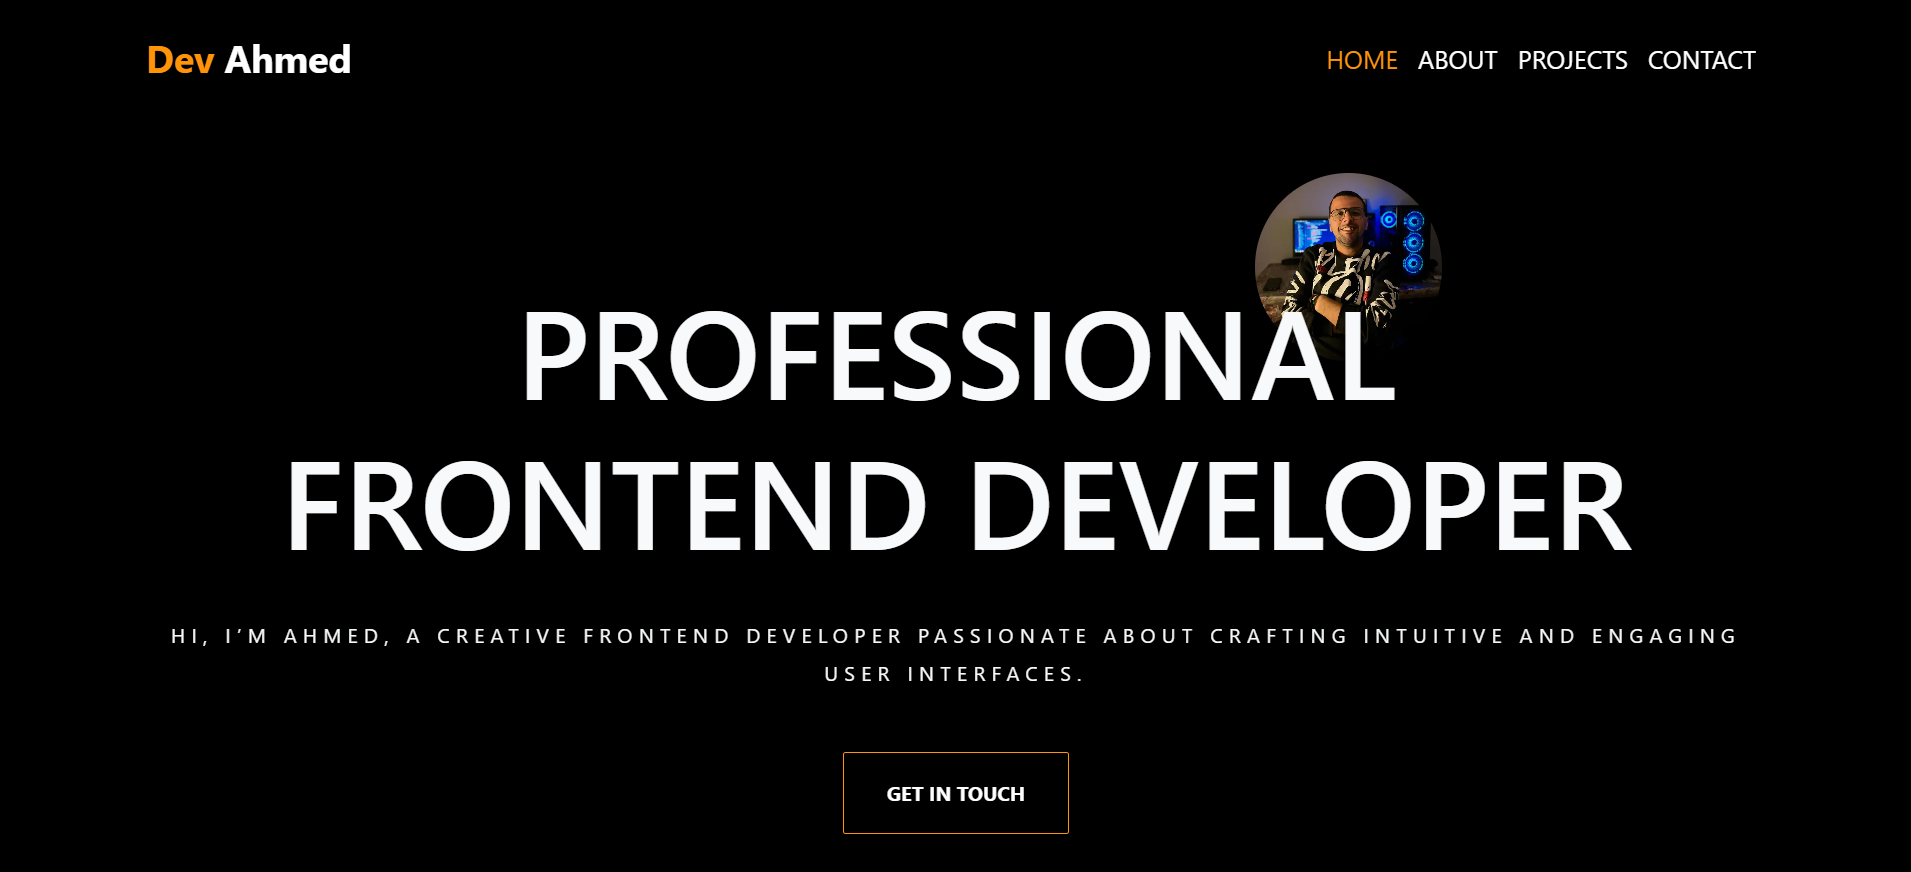 Dev Ahmed
HOME ABOUT PROJECTS CONTACT
PROFESSIONAL
FRONTEND DEVELOPER
HI, I’M AHMED, A CREATIVE FRONTEND DEVELOPER PASSIONATE ABOUT CRAFTING INTUITIVE AND ENGAGING
USER INTERFACES.
GET IN TOUCH